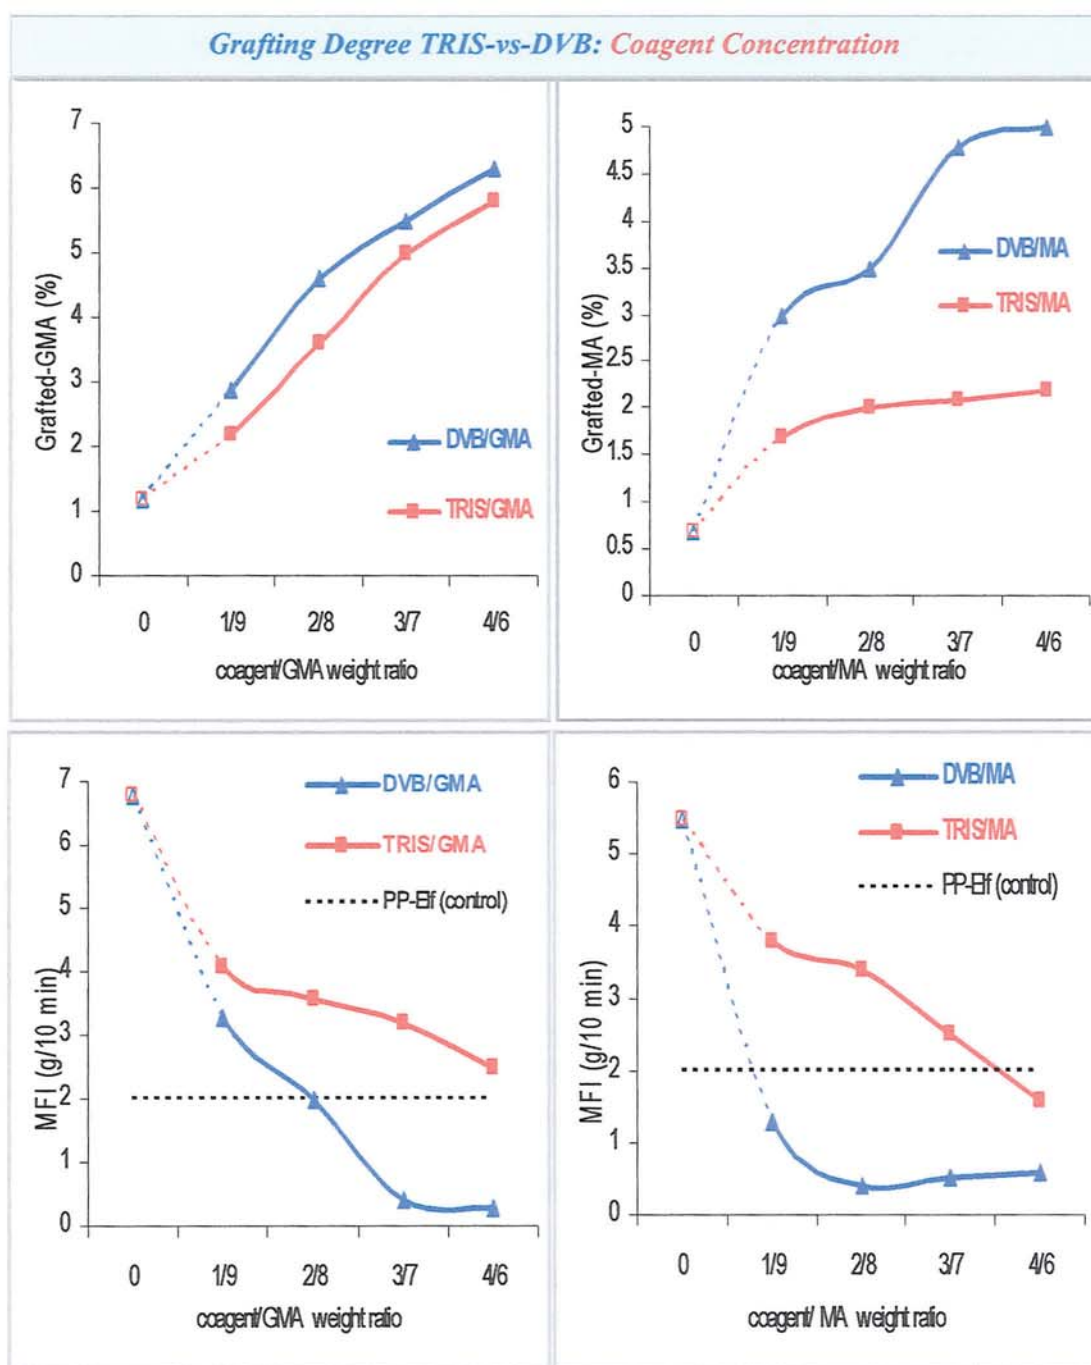 Grafting Degree TRIS-vs-DVB: Coagent Concentration
7
6
5
4
3
2
1
0
Grafted-GMA (%)
DVB/GMA
TRIS/GMA
0 1/9 2/8 3/7 4/6
coagent/GMA weight ratio
5
4.5
4
3.5
3
2.5
2
1.5
1
0.5
0
Grafted-MA (%)
DVB/MA
TRIS/MA
0 1/9 2/8 3/7 4/6
coagent/MA weight ratio
7
6
5
4
3
2
1
0
MFI (g/10 min)
DVB/GMA
TRIS/GMA
PP-Elf (control)
0 1/9 2/8 3/7 4/6
coagent/GMA weight ratio
6
5
4
3
2
1
0
MFI (g/10 min)
DVB/MA
TRIS/MA
PP-Elf (control)
0 1/9 2/8 3/7 4/6
coagent/ MA weight ratio